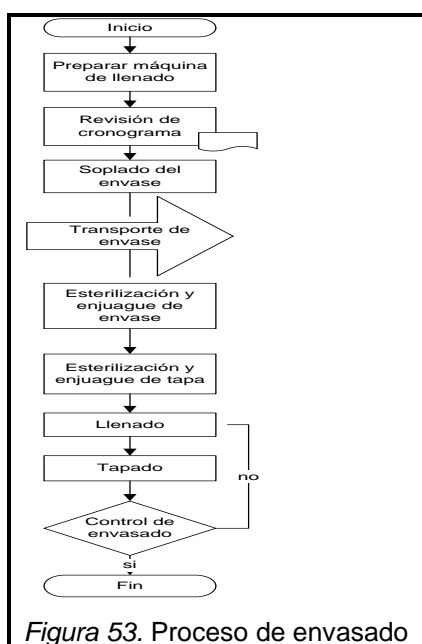 Inicio
Preparar máquina
de llenado
Revisión de
cronograma
Soplado del
envase
Transporte de
envase
Esterilización y
enjuague de
envase
Esterilización y
enjuague de tapa
Llenado
Tapado
no
Control de
envasado
si
Fin
Figura 53. Proceso de envasado